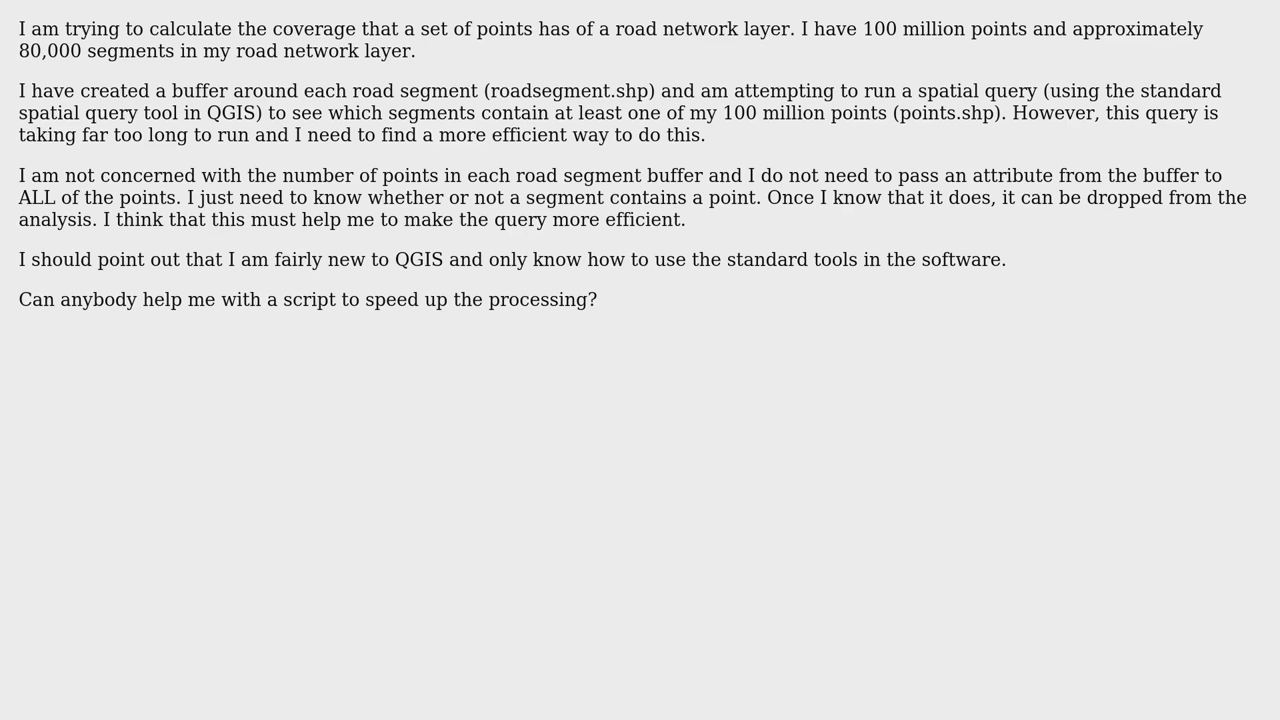 I am trying to calculate the coverage that a set of points has of a road network layer. I have 100 million points and approximately
80,000 segments in my road network layer.
I have created a buffer around each road segment (roadsegment.shp) and am attempting to run a spatial query (using the standard
spatial query tool in QGIS) to see which segments contain at least one of my 100 million points (points.shp). However, this query is
taking far too long to run and I need to find a more efficient way to do this.
I am not concerned with the number of points in each road segment buffer and I do not need to pass an attribute from the buffer to
ALL of the points. I just need to know whether or not a segment contains a point. Once I know that it does, it can be dropped from the
analysis. I think that this must help me to make the query more efficient.
I should point out that I am fairly new to QGIS and only know how to use the standard tools in the software.
Can anybody help me with a script to speed up the processing?